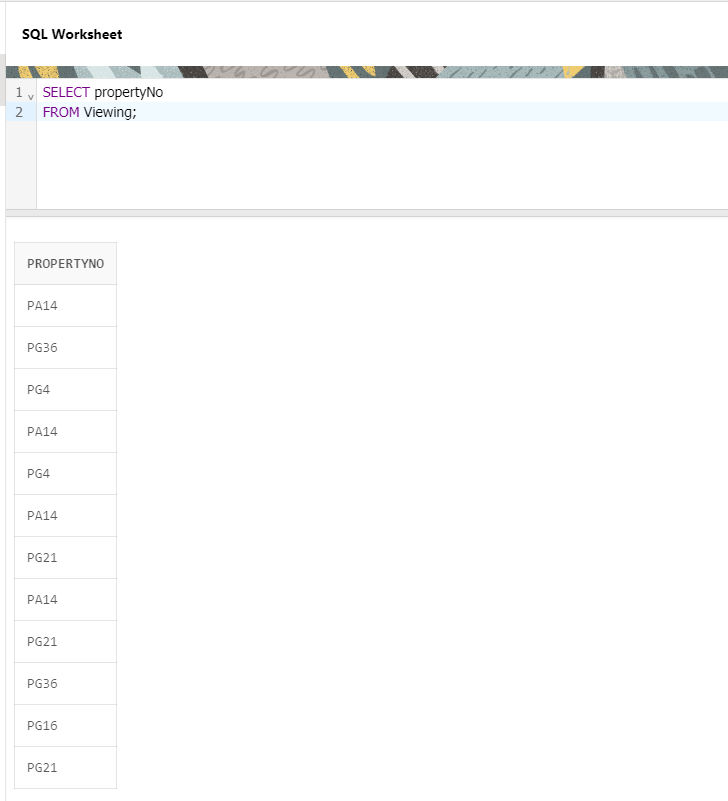 SQL Worksheet
1 SELECT propertyNo
2 FROM Viewing;
PROPERTYNO
PA14
PG36
PG4
PA14
PG4
PA14
PG21
PA14
PG21
PG36
PG16
PG21